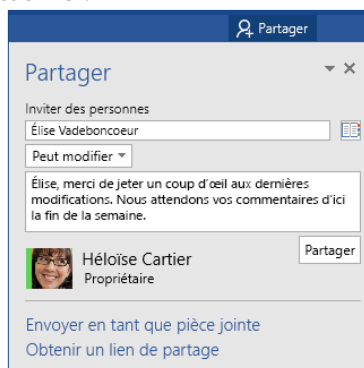 Partager
Partager
Inviter des personnes
Élise Vadeboncoeur
Peut modifier
Élise, merci de jeter un coup d'œil aux dernières
modifications. Nous attendons vos commentaires d'ici
la fin de la semaine.
Partager
Héloïse Cartier
Propriétaire
Envoyer en tant que pièce jointe
Obtenir un lien de partage